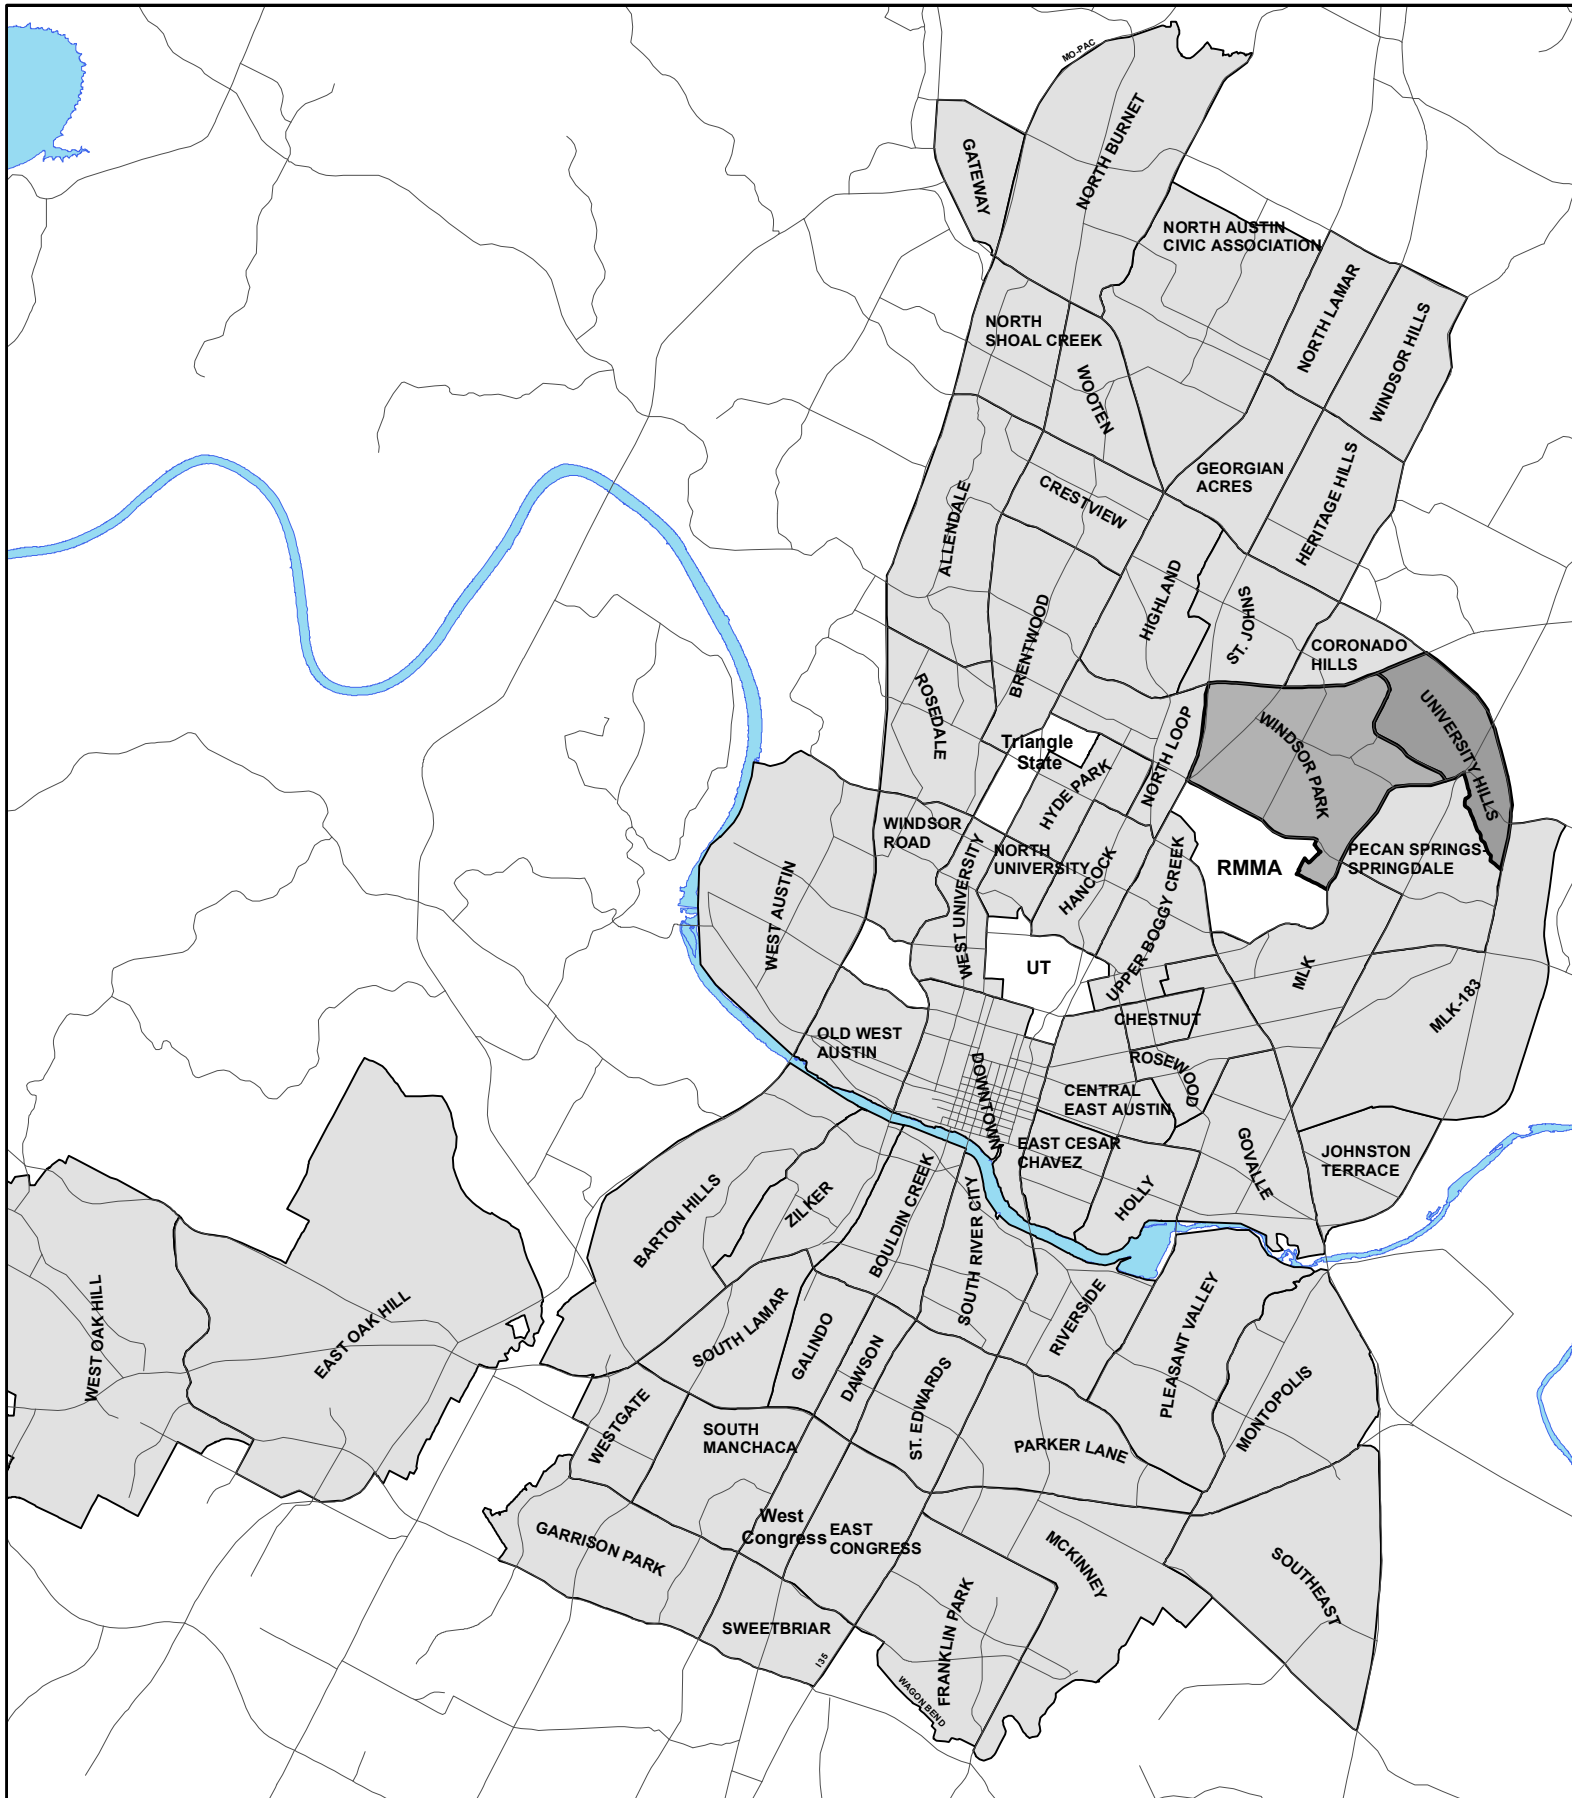 MO-PAC
GATEWAY
NORTH BURNET
NORTH AUSTIN
CIVIC ASSOCIATION
NORTH LAMAR
WINDSOR HILLS
NORTH
SHOAL CREEK
WOOTEN
GEORGIAN
ACRES
HERITAGE HILLS
ALLENDALE
CRESTVIEW
HIGHLAND
ST. JOHNS
BRENTWOOD
CORONADO
HILLS
ROSEDALE
UNIVERSITY HILLS
WINDSOR PARK
NORTH LOOP
Triangle
State
HYDE PARK
WINDSOR
ROAD
WEST UNIVERSITY
NORTH
UNIVERSITY
HANCOCK
UPPER BOGGY CREEK
RMMA
PECAN SPRINGS-
SPRINGDALE
WEST AUSTIN
UT
MLK
MLK-183
CHESTNUT
OLD WEST
AUSTIN
DOWNTOWN
ROSEWOOD
CENTRAL
EAST AUSTIN
EAST CESAR
CHAVEZ
GOVALLE
JOHNSTON
TERRACE
HOLLY
BARTON HILLS
ZILKER
BOULDIN CREEK
SOUTH RIVER CITY
WEST OAK HILL
EAST OAK HILL
SOUTH LAMAR
GALINDO
DAWSON
ST. EDWARDS
RIVERSIDE
PLEASANT VALLEY
MONTOPOLIS
WESTGATE
SOUTH
MANCHACA
PARKER LANE
West
Congress
EAST
CONGRESS
GARRISON PARK
MCKINNEY
SOUTHEAST
SWEETBRIAR
FRANKLIN PARK
I 35
WAGON BEND